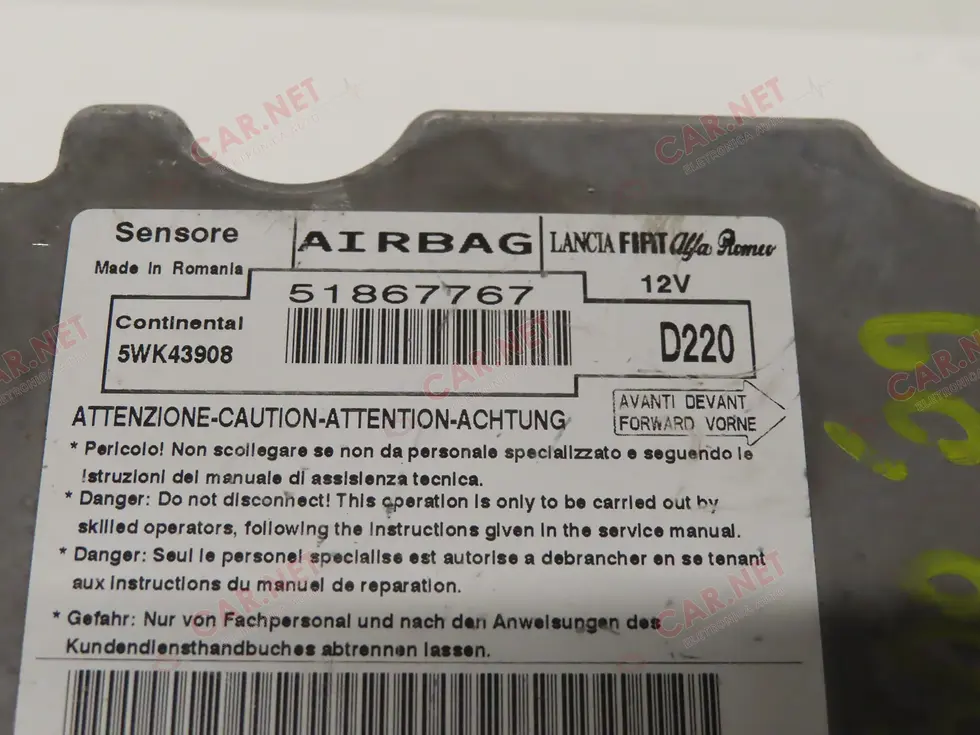 Sensore
AIRBAG
LANCIA FIAT Alfa Romeo
Made in Romania
51867767
12V
Continental
5WK43908
D220
ATTENZIONE-CAUTION-ATTENTION-ACHTUNG
AVANTI DEVANT
FORWARD VORNE
* Pericolo! Non scollegare se non da personale specializzato e seguendo le
istruzioni del manuale di assistenza tecnica.
* Danger: Do not disconnect! This operation is only to be carried out by
skilled operators, following the instructions given in the service manual.
* Danger: Seul le personel specialise est autorise a debrancher en se tenant
aux instructions du manuel de reparation.
* Gefahr: Nur von Fachpersonal und nach den Anweisungen des
Kundendiensthandbuches abtrennen lassen.
CAR.NET
ELETRONICA